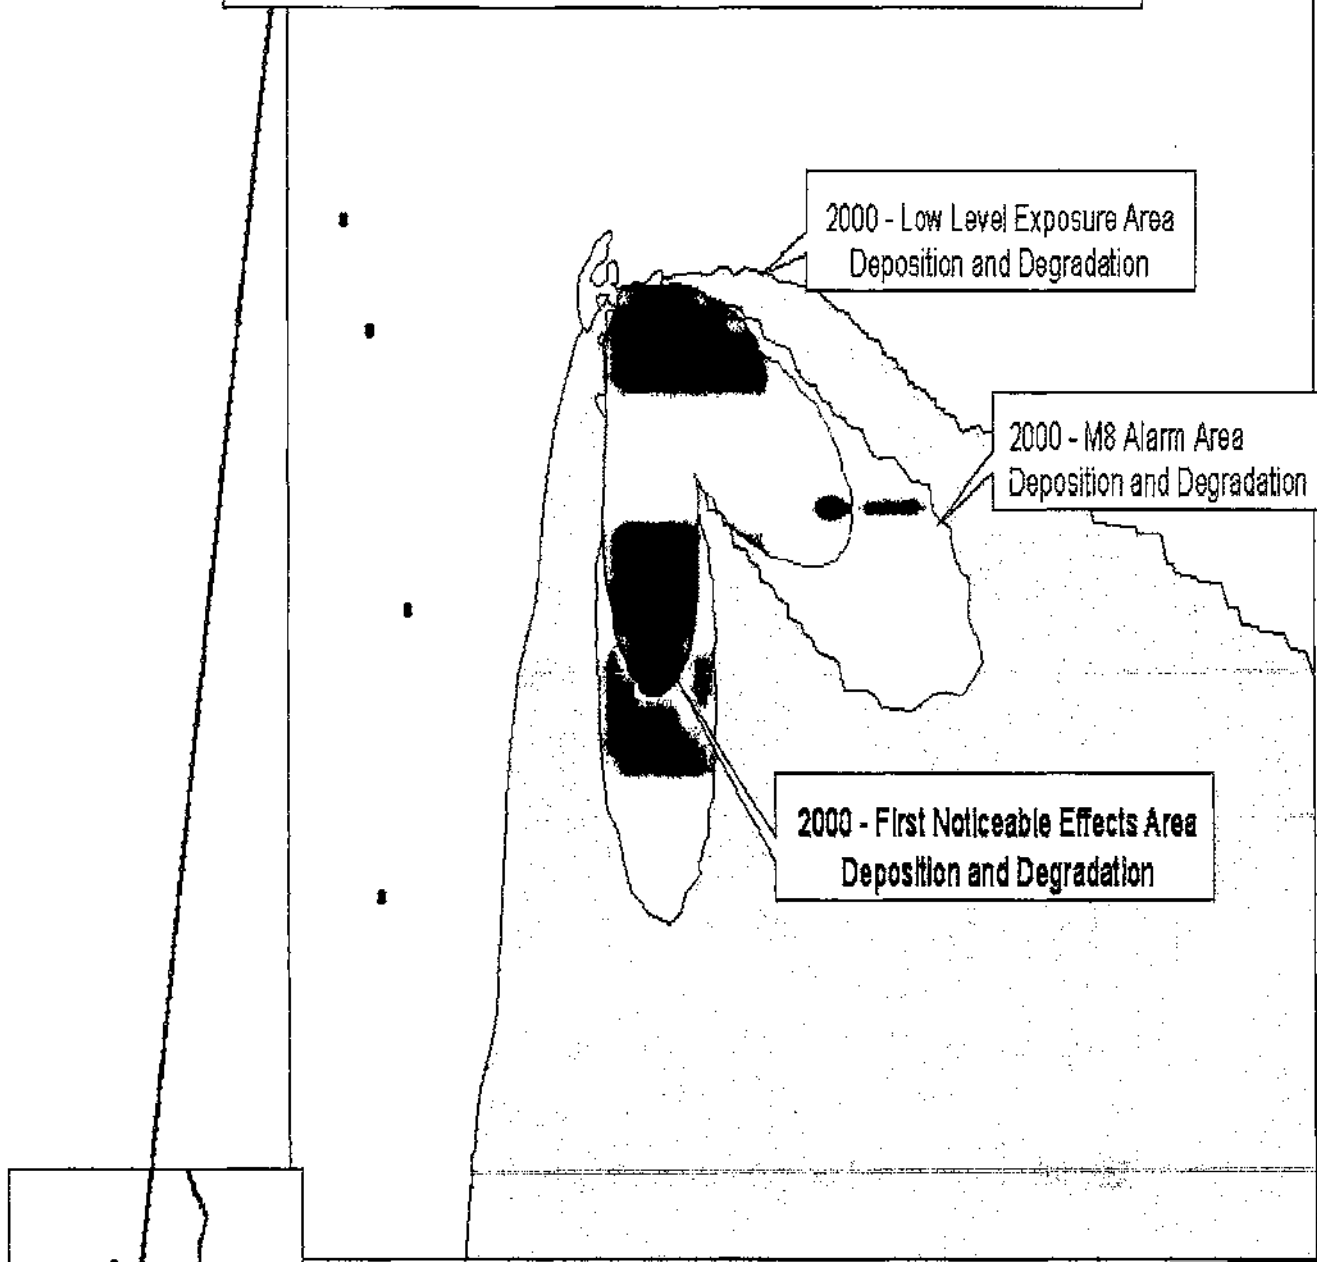 2000 - Low Level Exposure Area
Deposition and Degradation
2000 - M8 Alarm Area
Deposition and Degradation
2000 - First Noticeable Effects Area
Deposition and Degradation